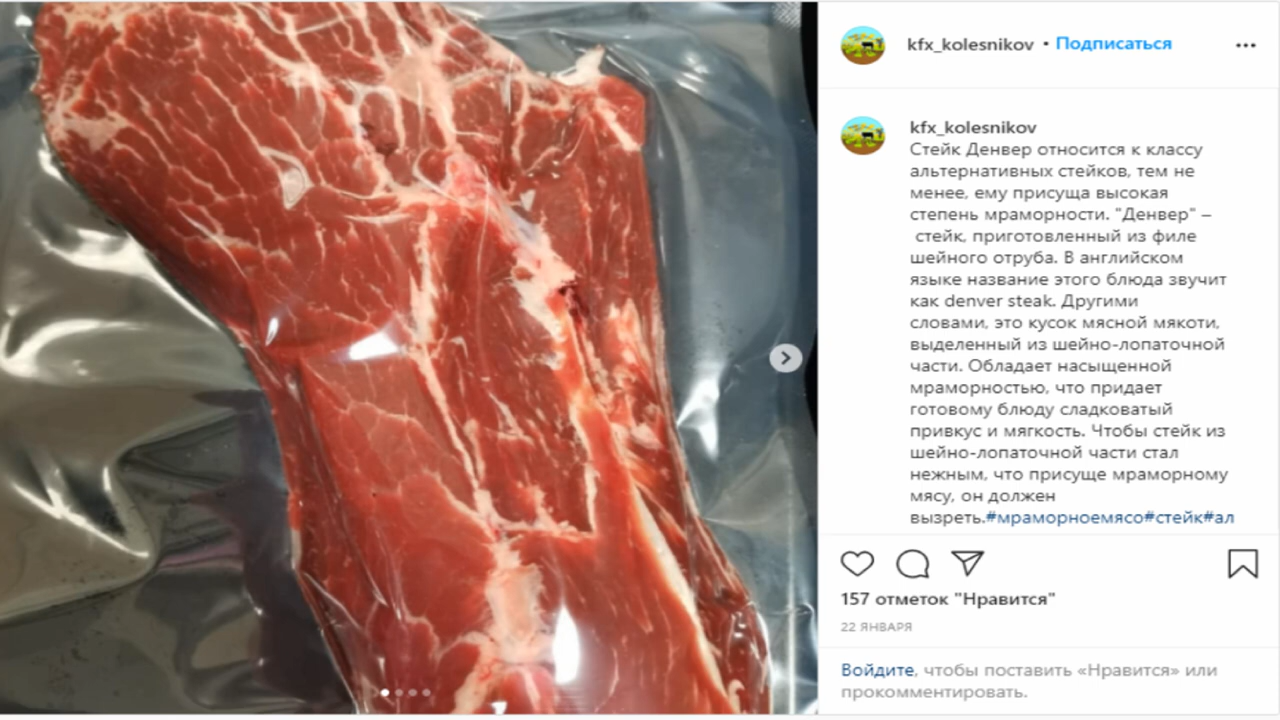 kfx_kolesnikov • Подписаться
kfx_kolesnikov
Стейк Денвер относится к классу
альтернативных стейков, тем не
менее, ему присуща высокая
степень мраморности. "Денвер" –
стейк, приготовленный из филе
шейного отруба. В английском
языке название этого блюда звучит
как denver steak. Другими
словами, это кусок мясной мякоти,
выделенный из шейно-лопаточной
части. Обладает насыщенной
мраморностью, что придает
готовому блюду сладковатый
привкус и мягкость. Чтобы стейк из
шейно-лопаточной части стал
нежным, что присуще мраморному
мясу, он должен
вызреть.#мраморноемясо#стейк#ал
157 отметок "Нравится"
22 ЯНВАРЯ
Войдите, чтобы поставить «Нравится» или
прокомментировать.